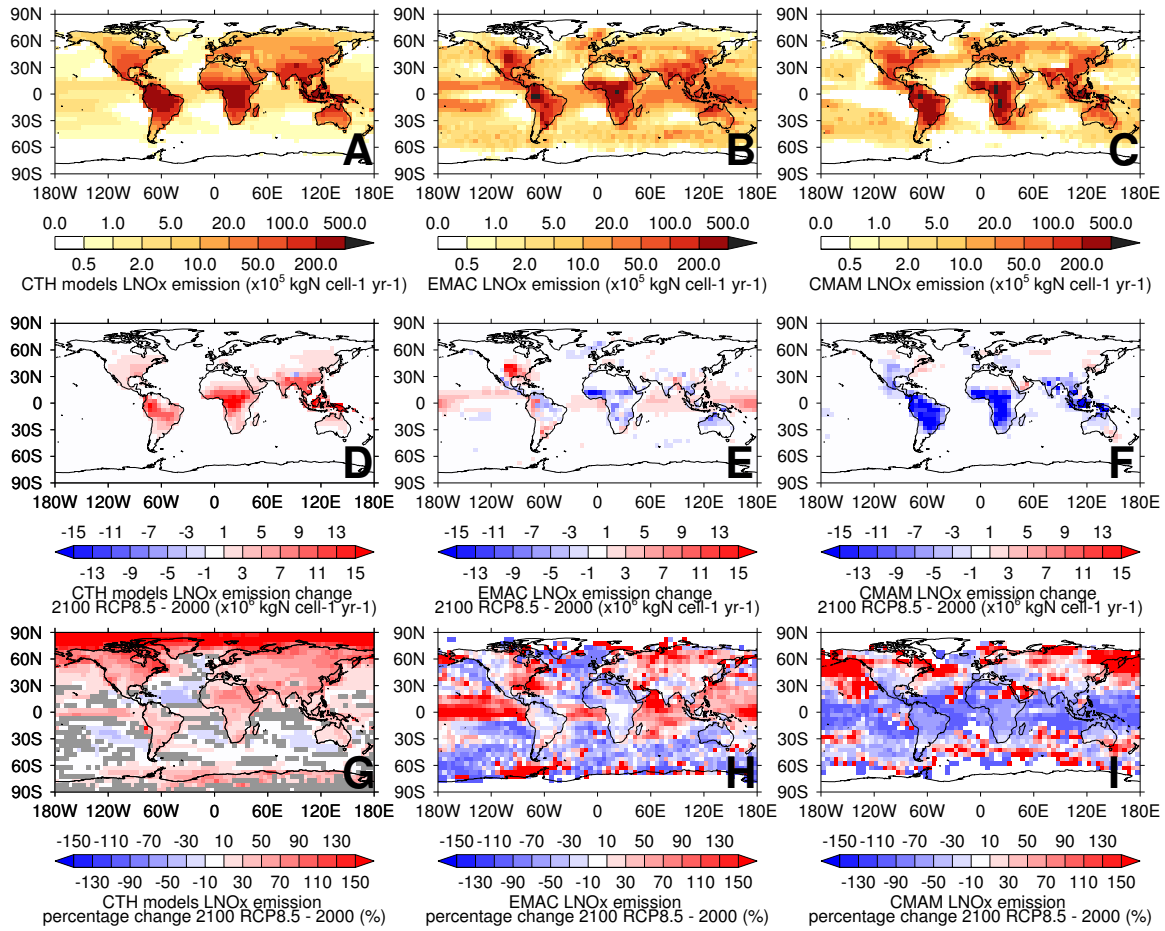 90N 90N 90N
60N 60N 60N
30N 30N 30N
0 0 0
30S 30S 30S
60S 60S 60S
90S 90S 90S
A B C
180W 120W 60W 0 60E 120E 180E 180W 120W 60W 0 60E 120E 180E 180W 120W 60W 0 60E 120E 180E
0.0 1.0 5.0 20.0 100.0 500.0 0.0 1.0 5.0 20.0 100.0 500.0 0.0 1.0 5.0 20.0 100.0 500.0
0.5 2.0 10.0 50.0 200.0 0.5 2.0 10.0 50.0 200.0 0.5 2.0 10.0 50.0 200.0
CTH models LNOx emission (x10⁵ kgN cell-1 yr-1) EMAC LNOx emission (x10⁵ kgN cell-1 yr-1) CMAM LNOx emission (x10⁵ kgN cell-1 yr-1)
90N 90N 90N
60N 60N 60N
30N 30N 30N
0 0 0
30S 30S 30S
60S 60S 60S
90S 90S 90S
D E F
180W 120W 60W 0 60E 120E 180E 180W 120W 60W 0 60E 120E 180E 180W 120W 60W 0 60E 120E 180E
-15 -11 -7 -3 1 5 9 13 -15 -11 -7 -3 1 5 9 13 -15 -11 -7 -3 1 5 9 13
-13 -9 -5 -1 3 7 11 15 -13 -9 -5 -1 3 7 11 15 -13 -9 -5 -1 3 7 11 15
CTH models LNOx emission change EMAC LNOx emission change CMAM LNOx emission change
2100 RCP8.5 - 2000 (x10⁶ kgN cell-1 yr-1) 2100 RCP8.5 - 2000 (x10⁶ kgN cell-1 yr-1) 2100 RCP8.5 - 2000 (x10⁶ kgN cell-1 yr-1)
90N 90N 90N
60N 60N 60N
30N 30N 30N
0 0 0
30S 30S 30S
60S 60S 60S
90S 90S 90S
G H I
180W 120W 60W 0 60E 120E 180E 180W 120W 60W 0 60E 120E 180E 180W 120W 60W 0 60E 120E 180E
-150 -110 -70 -30 10 50 90 130 -150 -110 -70 -30 10 50 90 130 -150 -110 -70 -30 10 50 90 130
-130 -90 -50 -10 30 70 110 150 -130 -90 -50 -10 30 70 110 150 -130 -90 -50 -10 30 70 110 150
CTH models LNOx emission EMAC LNOx emission CMAM LNOx emission
percentage change 2100 RCP8.5 - 2000 (%) percentage change 2100 RCP8.5 - 2000 (%) percentage change 2100 RCP8.5 - 2000 (%)